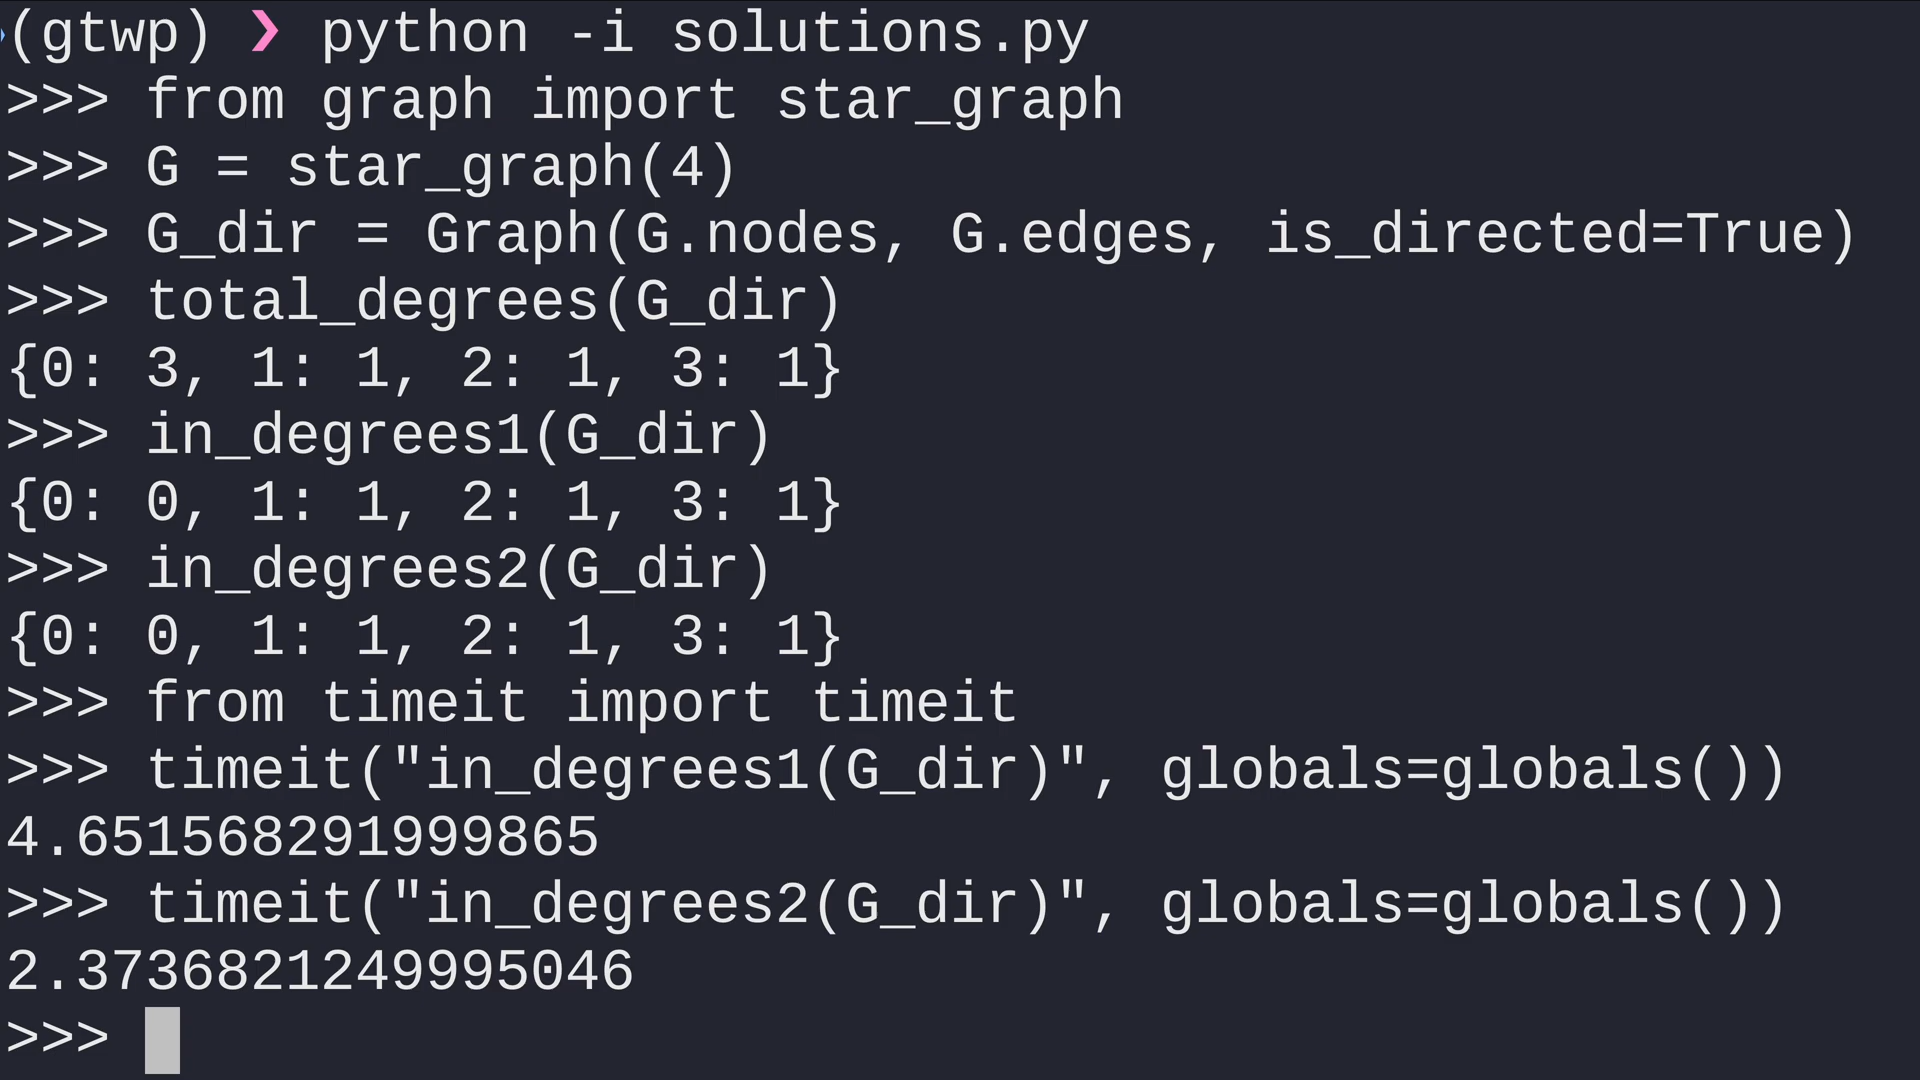 (gtwp) ❯ python -i solutions.py
>>> from graph import star_graph
>>> G = star_graph(4)
>>> G_dir = Graph(G.nodes, G.edges, is_directed=True)
>>> total_degrees(G_dir)
{0: 3, 1: 1, 2: 1, 3: 1}
>>> in_degrees1(G_dir)
{0: 0, 1: 1, 2: 1, 3: 1}
>>> in_degrees2(G_dir)
{0: 0, 1: 1, 2: 1, 3: 1}
>>> from timeit import timeit
>>> timeit("in_degrees1(G_dir)", globals=globals())
4.651568291999865
>>> timeit("in_degrees2(G_dir)", globals=globals())
2.3736821249995046
>>>